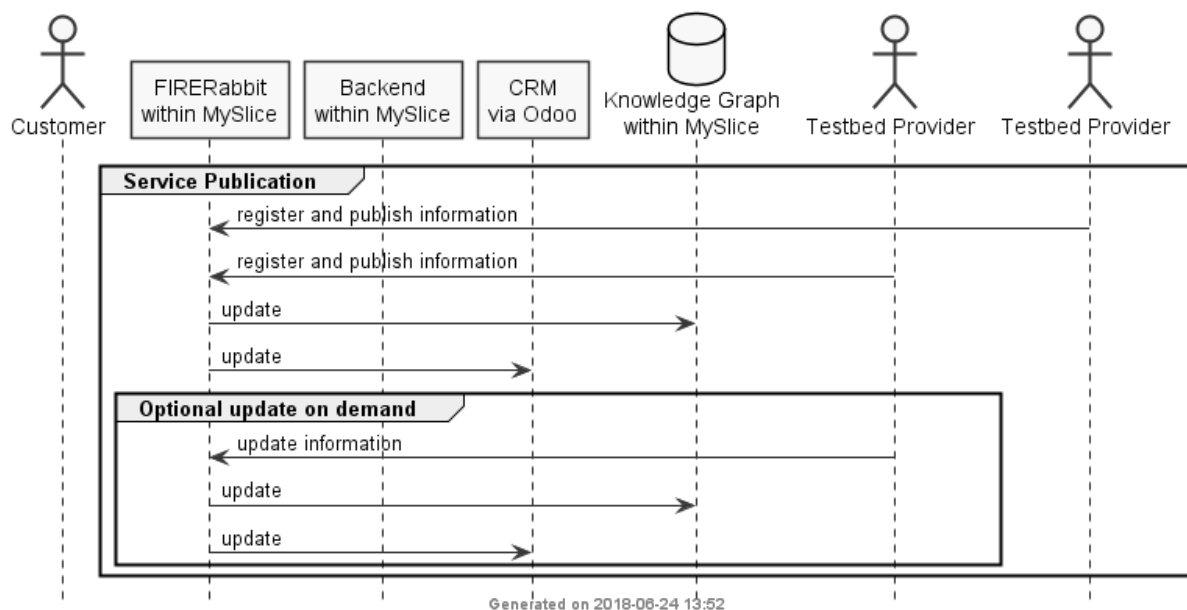 Customer
FIRERabbit
within MySlice
Backend
within MySlice
CRM
via Odoo
Knowledge Graph
within MySlice
Testbed Provider
Testbed Provider
Service Publication
register and publish information
register and publish information
update
update
Optional update on demand
update information
update
update
Generated on 2018-06-24 13:52